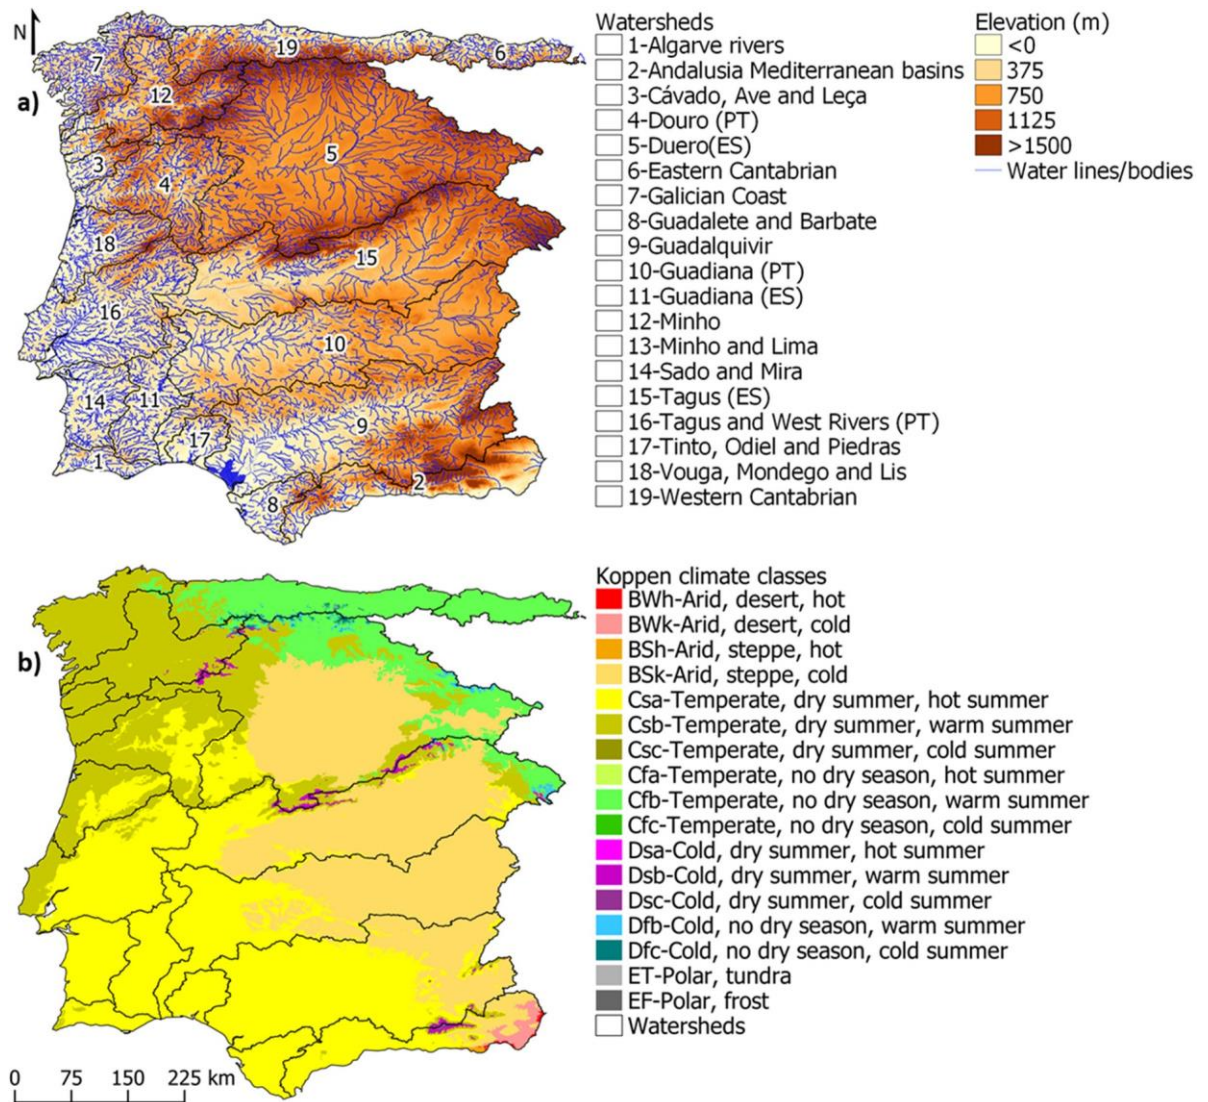 N
a)
19
6
7
12
5
3
4
18
15
16
10
14
11
9
17
1
2
8
Watersheds
1-Algarve rivers
2-Andalusia Mediterranean basins
3-Cávado, Ave and Leça
4-Douro (PT)
5-Duero(ES)
6-Eastern Cantabrian
7-Galician Coast
8-Guadalete and Barbate
9-Guadalquivir
10-Guadiana (PT)
11-Guadiana (ES)
12-Minho
13-Minho and Lima
14-Sado and Mira
15-Tagus (ES)
16-Tagus and West Rivers (PT)
17-Tinto, Odiel and Piedras
18-Vouga, Mondego and Lis
19-Western Cantabrian
Elevation (m)
<0
375
750
1125
>1500
Water lines/bodies
b)
0 75 150 225 km
Koppen climate classes
BWh-Arid, desert, hot
BWk-Arid, desert, cold
BSh-Arid, steppe, hot
BSk-Arid, steppe, cold
Csa-Temperate, dry summer, hot summer
Csb-Temperate, dry summer, warm summer
Csc-Temperate, dry summer, cold summer
Cfa-Temperate, no dry season, hot summer
Cfb-Temperate, no dry season, warm summer
Cfc-Temperate, no dry season, cold summer
Dsa-Cold, dry summer, hot summer
Dsb-Cold, dry summer, warm summer
Dsc-Cold, dry summer, cold summer
Dfb-Cold, no dry season, warm summer
Dfc-Cold, no dry season, cold summer
ET-Polar, tundra
EF-Polar, frost
Watersheds